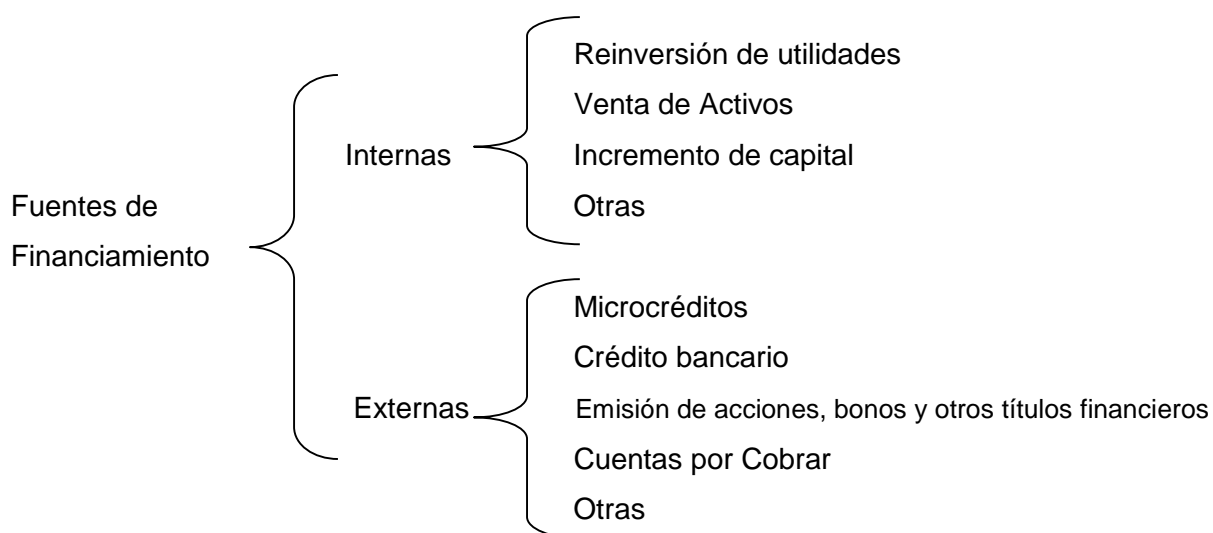 Fuentes de
Financiamiento
Internas
Reinversión de utilidades
Venta de Activos
Incremento de capital
Otras
Externas
Microcréditos
Crédito bancario
Emisión de acciones, bonos y otros títulos financieros
Cuentas por Cobrar
Otras